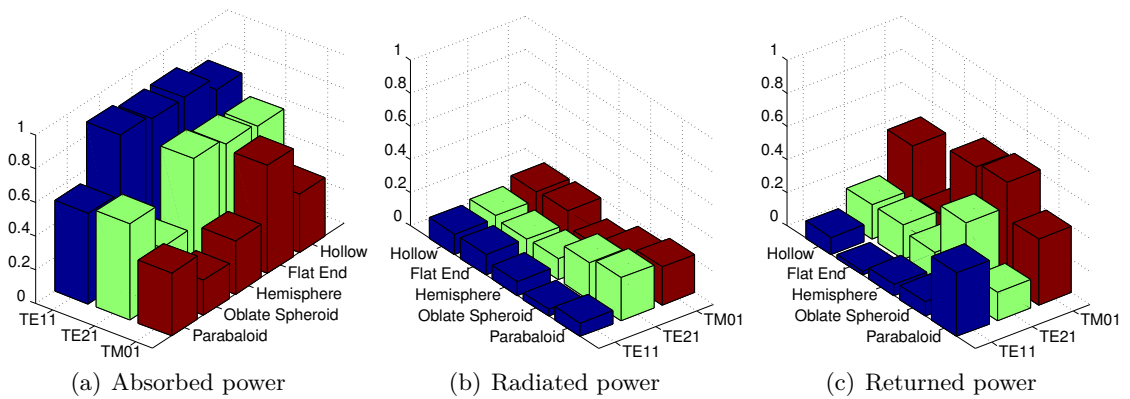 1
0.8
0.6
0.4
0.2
0
TE11
TE21
TM01
Parabaloid
Oblate Spheroid
Hemisphere
Flat End
Hollow
(a) Absorbed power
1
0.8
0.6
0.4
0.2
0
Hollow
Flat End
Hemisphere
Oblate Spheroid
Parabaloid
TE11
TE21
TM01
(b) Radiated power
1
0.8
0.6
0.4
0.2
0
Hollow
Flat End
Hemisphere
Oblate Spheroid
Parabaloid
TE11
TE21
TM01
(c) Returned power